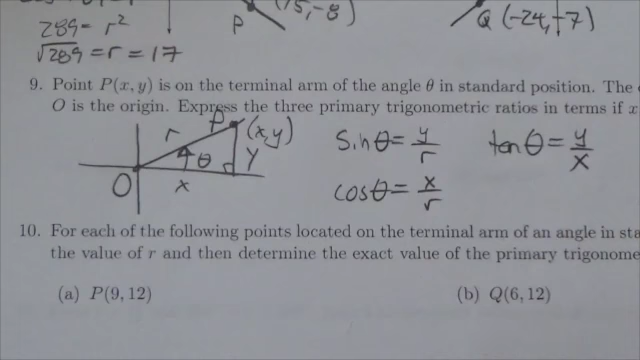 289 = r²
√289 = r = 17
P
(15, -8)
Q (-24, -7)
9. Point P(x, y) is on the terminal arm of the angle θ in standard position. The
O is the origin. Express the three primary trigonometric ratios in terms if x
r P (x,y)
θ y
O x
Sinθ = y/r
tanθ = y/x
cosθ = x/r
10. For each of the following points located on the terminal arm of an angle in sta
the value of r and then determine the exact value of the primary trigonome
(a) P(9, 12)
(b) Q(6, 12)